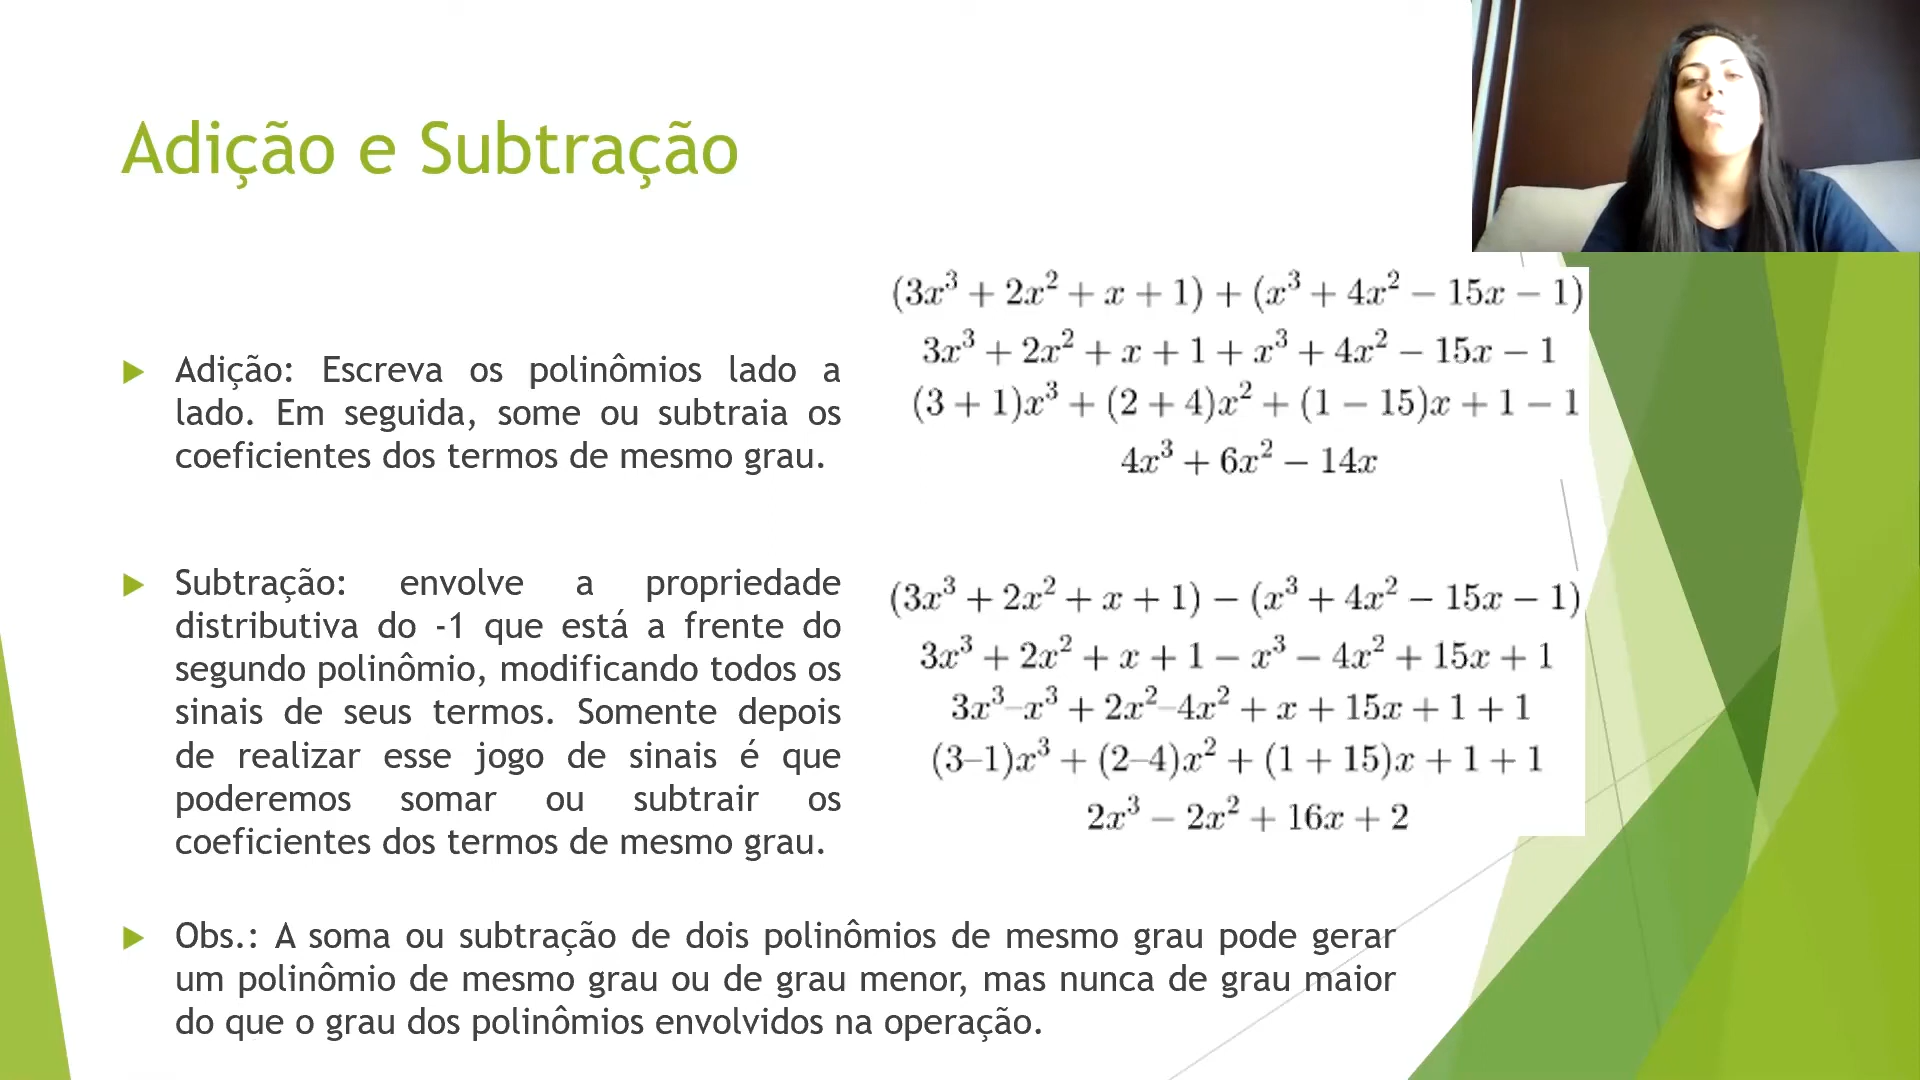 Adição e Subtração
Adição: Escreva os polinômios lado a
lado. Em seguida, some ou subtraia os
coeficientes dos termos de mesmo grau.
(3x³ + 2x² + x + 1) + (x³ + 4x² − 15x − 1)
3x³ + 2x² + x + 1 + x³ + 4x² − 15x − 1
(3 + 1)x³ + (2 + 4)x² + (1 − 15)x + 1 − 1
4x³ + 6x² − 14x
Subtração: envolve a propriedade
distributiva do -1 que está a frente do
segundo polinômio, modificando todos os
sinais de seus termos. Somente depois
de realizar esse jogo de sinais é que
poderemos somar ou subtrair os
coeficientes dos termos de mesmo grau.
(3x³ + 2x² + x + 1) − (x³ + 4x² − 15x − 1)
3x³ + 2x² + x + 1 − x³ − 4x² + 15x + 1
3x³–x³ + 2x²–4x² + x + 15x + 1 + 1
(3–1)x³ + (2–4)x² + (1 + 15)x + 1 + 1
2x³ − 2x² + 16x + 2
Obs.: A soma ou subtração de dois polinômios de mesmo grau pode gerar
um polinômio de mesmo grau ou de grau menor, mas nunca de grau maior
do que o grau dos polinômios envolvidos na operação.